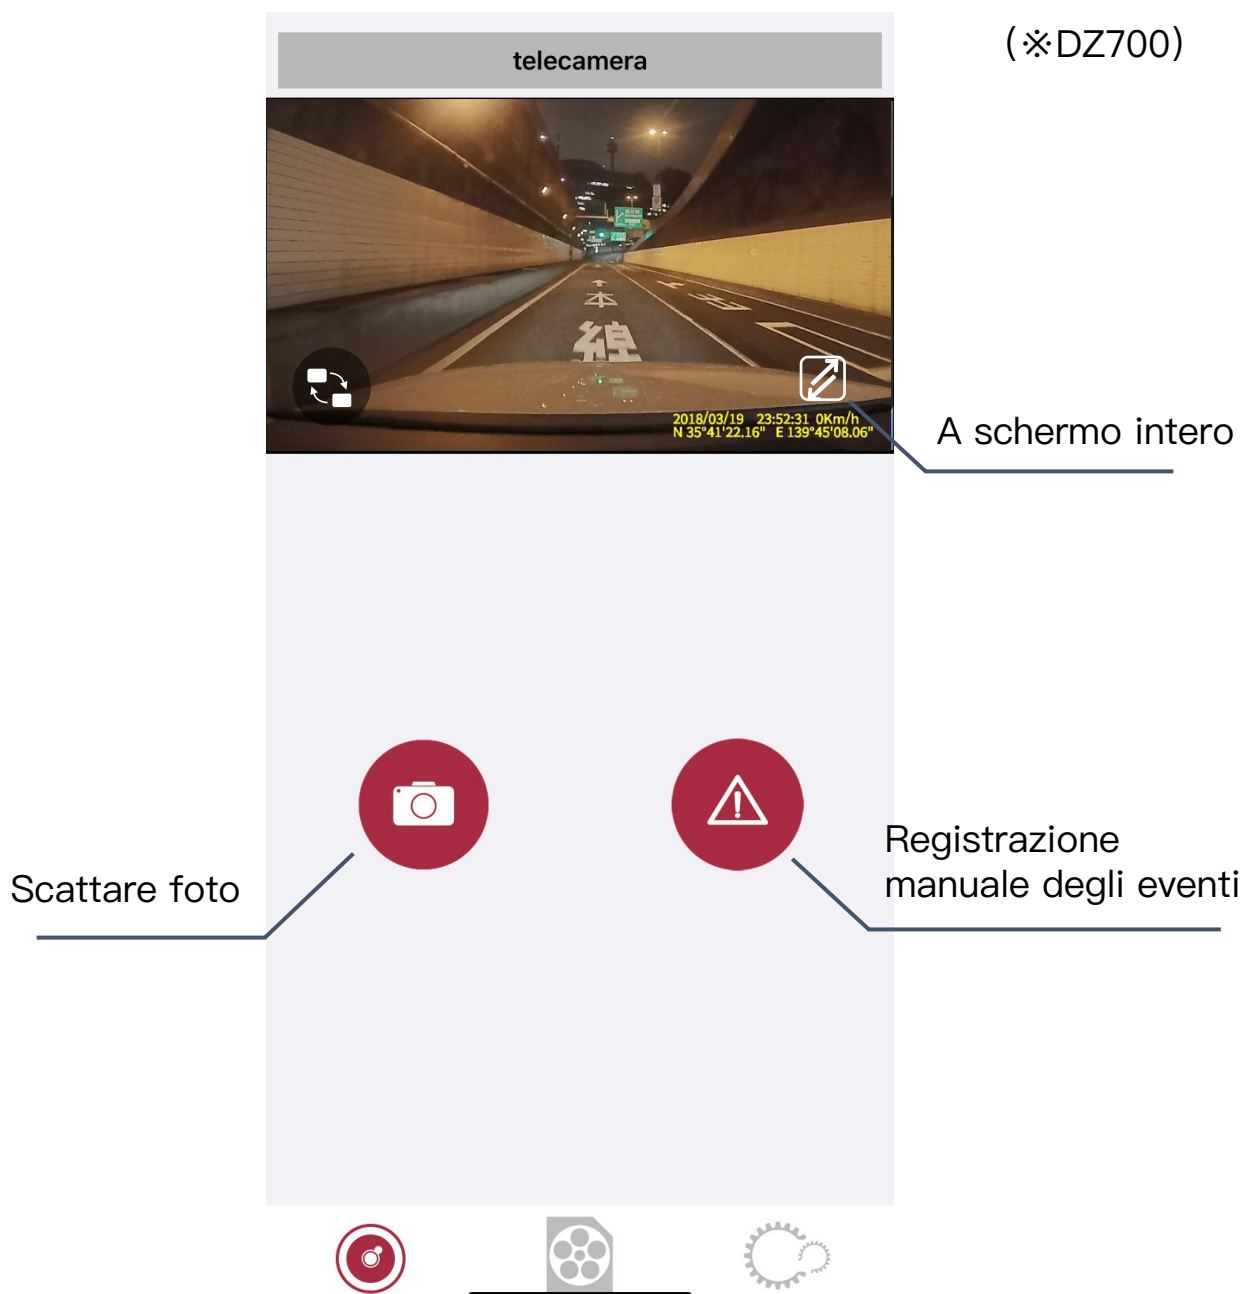 (※DZ700)
telecamera
本
線
2018/03/19 23:52:31 0Km/h
N 35°41'22.16" E 139°45'08.06"
A schermo intero
Registrazione
manuale degli eventi
Scattare foto